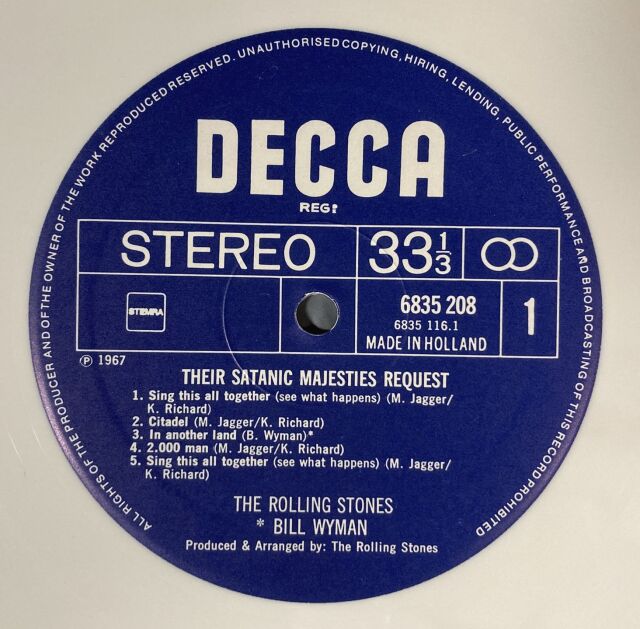 ALL RIGHTS OF THE PRODUCER AND OF THE OWNER OF THE WORK REPRODUCED RESERVED. UNAUTHORISED COPYING, HIRING, LENDING, PUBLIC PERFORMANCE AND BROADCASTING OF THIS RECORD PROHIBITED
DECCA
REGD
STEREO 33 1/3
STEMRA
6835 208
6835 116.1
MADE IN HOLLAND
1
Ⓟ 1967
THEIR SATANIC MAJESTIES REQUEST
1. Sing this all together (see what happens) (M. Jagger/
K. Richard)
2. Citadel (M. Jagger/K. Richard)
3. In another land (B. Wyman)*
4. 2.000 man (M. Jagger/K. Richard)
5. Sing this all together (see what happens) (M. Jagger/
K. Richard)
THE ROLLING STONES
* BILL WYMAN
Produced & Arranged by: The Rolling Stones